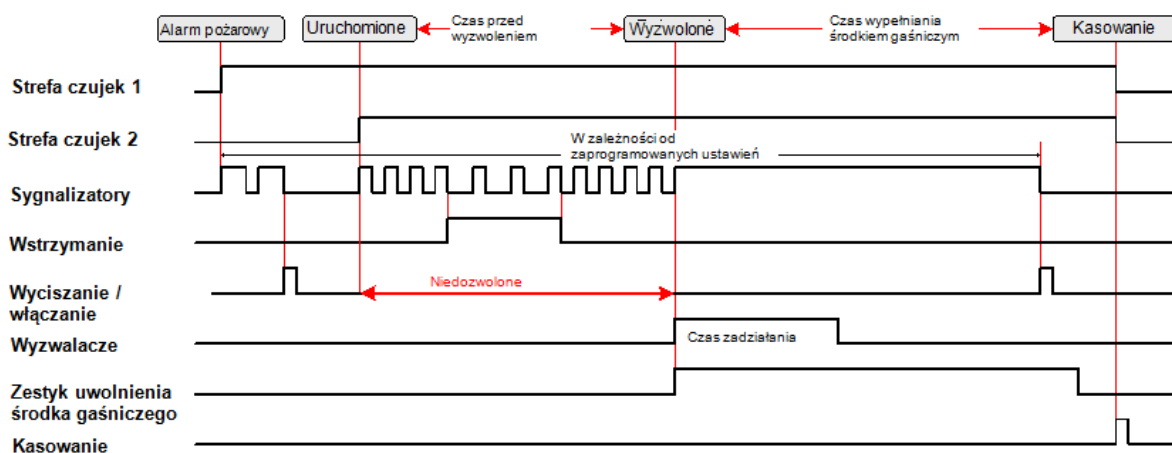 Alarm pożarowy
Uruchomione
Czas przed
wyzwoleniem
Wyzwolone
Czas wypełniania
środkiem gaśniczym
Kasowanie
Strefa czujek 1
Strefa czujek 2
W zależności od
zaprogramowanych ustawień
Sygnalizatory
Wstrzymanie
Niedozwolone
Wyciszanie /
włączanie
Wyzwalacze
Czas zadziałania
Zestyk uwolnienia
środka gaśniczego
Kasowanie